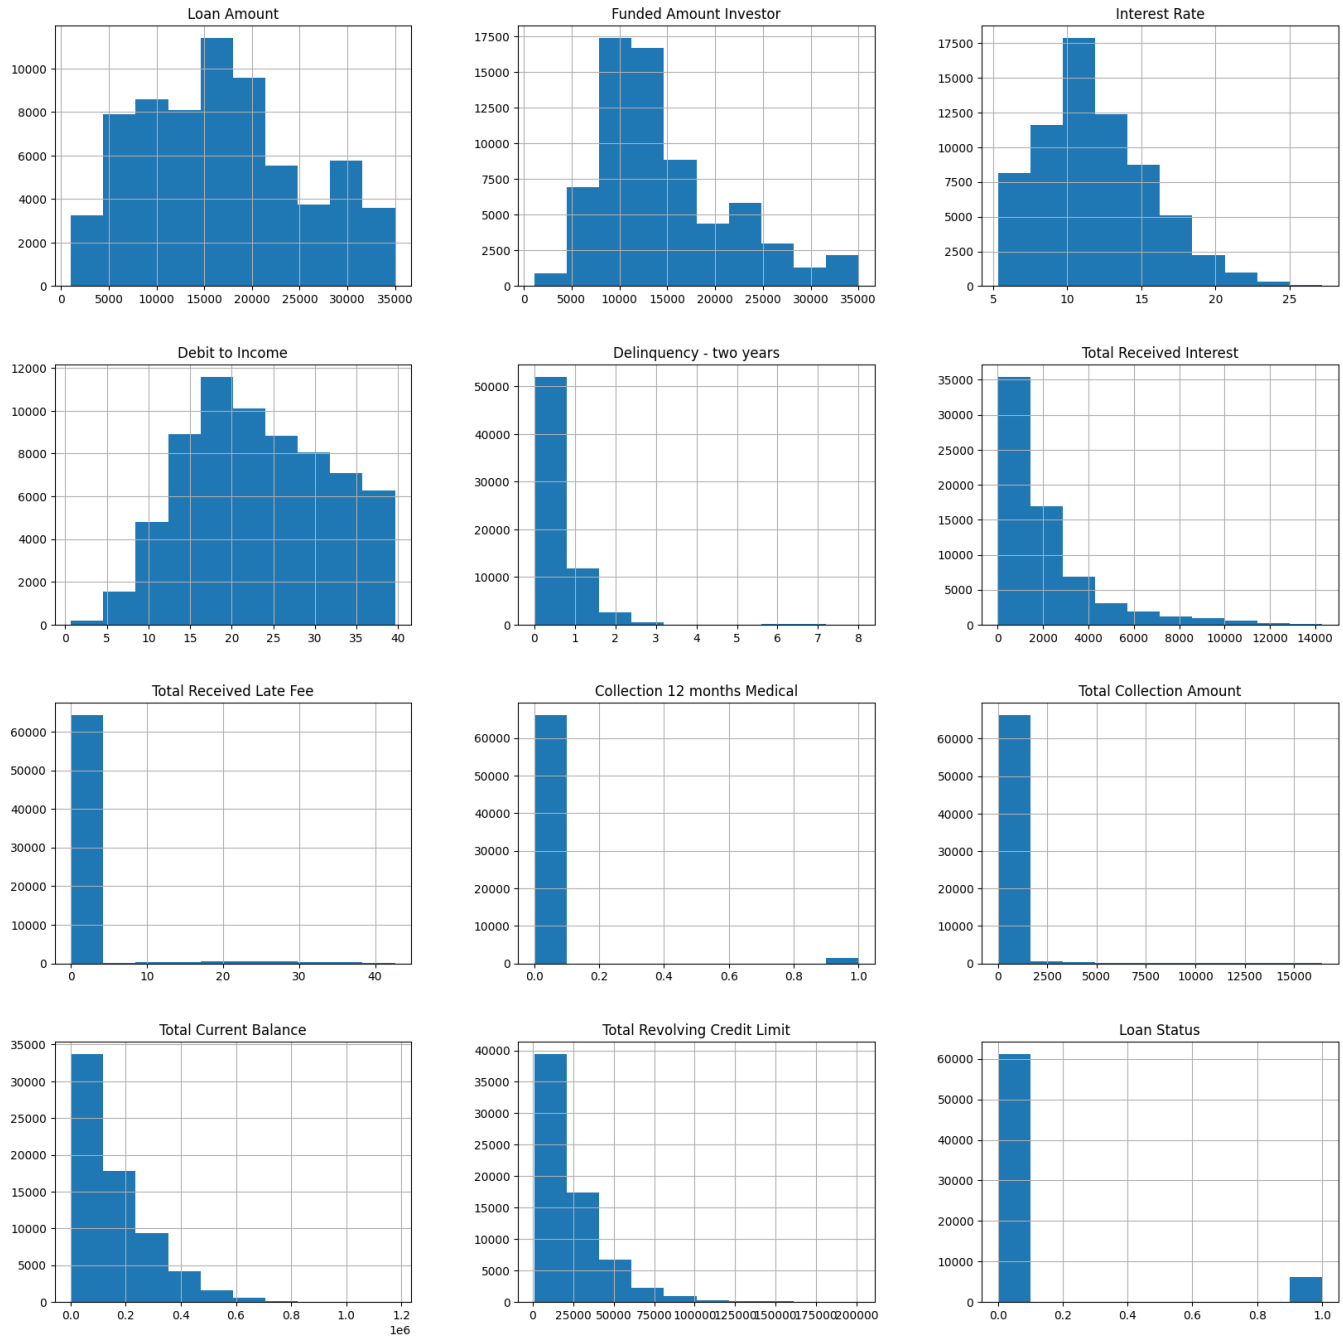 Loan Amount Funded Amount Investor Interest Rate
10000 8000 6000 4000 2000 0
0 5000 10000 15000 20000 25000 30000 35000
17500 15000 12500 10000 7500 5000 2500 0
0 5000 10000 15000 20000 25000 30000 35000
17500 15000 12500 10000 7500 5000 2500 0
5 10 15 20 25
Debit to Income Delinquency - two years Total Received Interest
12000 10000 8000 6000 4000 2000 0
0 5 10 15 20 25 30 35 40
50000 40000 30000 20000 10000 0
0 1 2 3 4 5 6 7 8
35000 30000 25000 20000 15000 10000 5000 0
0 2000 4000 6000 8000 10000 12000 14000
Total Received Late Fee Collection 12 months Medical Total Collection Amount
60000 50000 40000 30000 20000 10000 0
0 10 20 30 40
60000 50000 40000 30000 20000 10000 0
0.0 0.2 0.4 0.6 0.8 1.0
60000 50000 40000 30000 20000 10000 0
0 2500 5000 7500 10000 12500 15000
Total Current Balance Total Revolving Credit Limit Loan Status
35000 30000 25000 20000 15000 10000 5000 0
0.0 0.2 0.4 0.6 0.8 1.0 1.2
1e6
40000 35000 30000 25000 20000 15000 10000 5000 0
0 25000 50000 75000 100000 125000 150000 175000 200000
60000 50000 40000 30000 20000 10000 0
0.0 0.2 0.4 0.6 0.8 1.0